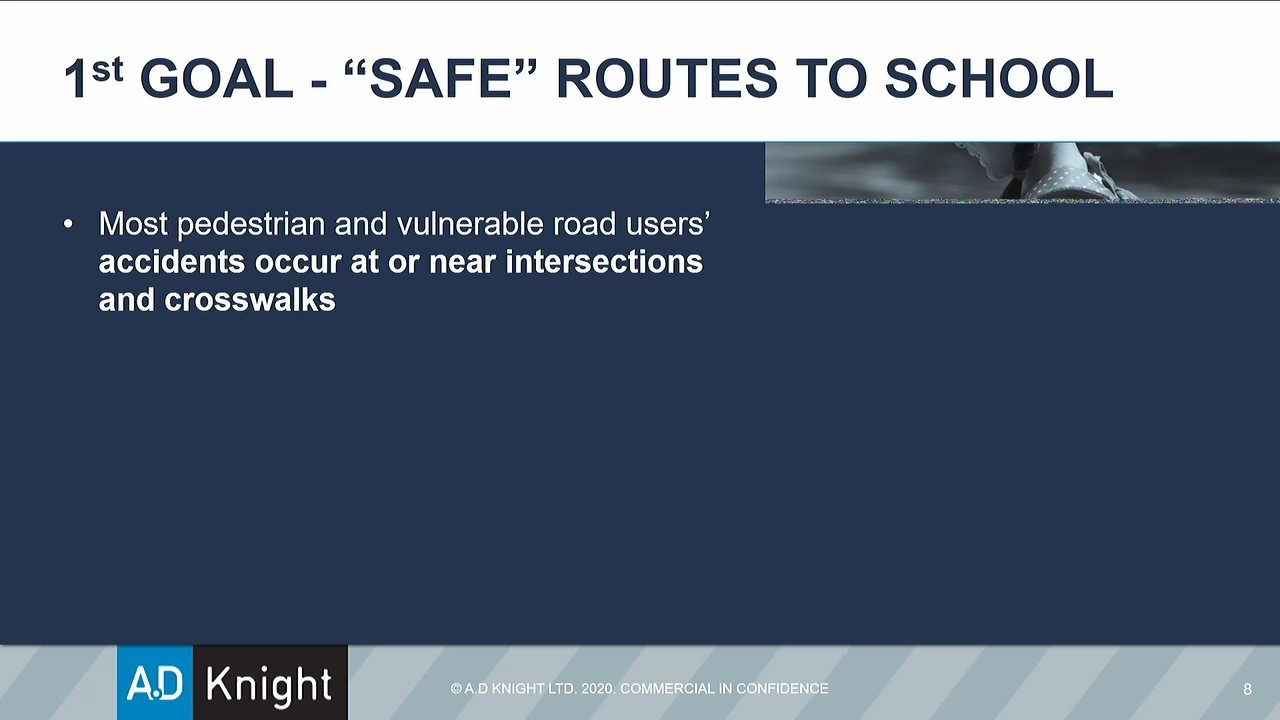 1st GOAL - “SAFE” ROUTES TO SCHOOL
• Most pedestrian and vulnerable road users’
accidents occur at or near intersections
and crosswalks
A.D Knight
© A.D KNIGHT LTD. 2020. COMMERCIAL IN CONFIDENCE
8